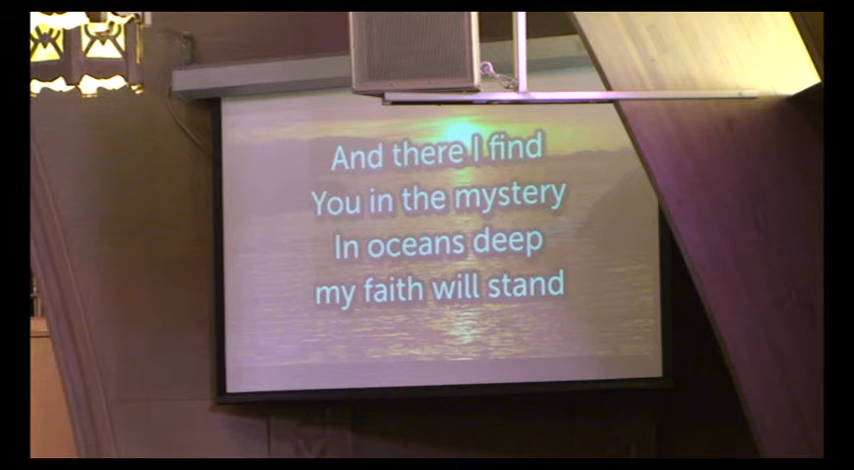 And there I find
You in the mystery
In oceans deep
my faith will stand